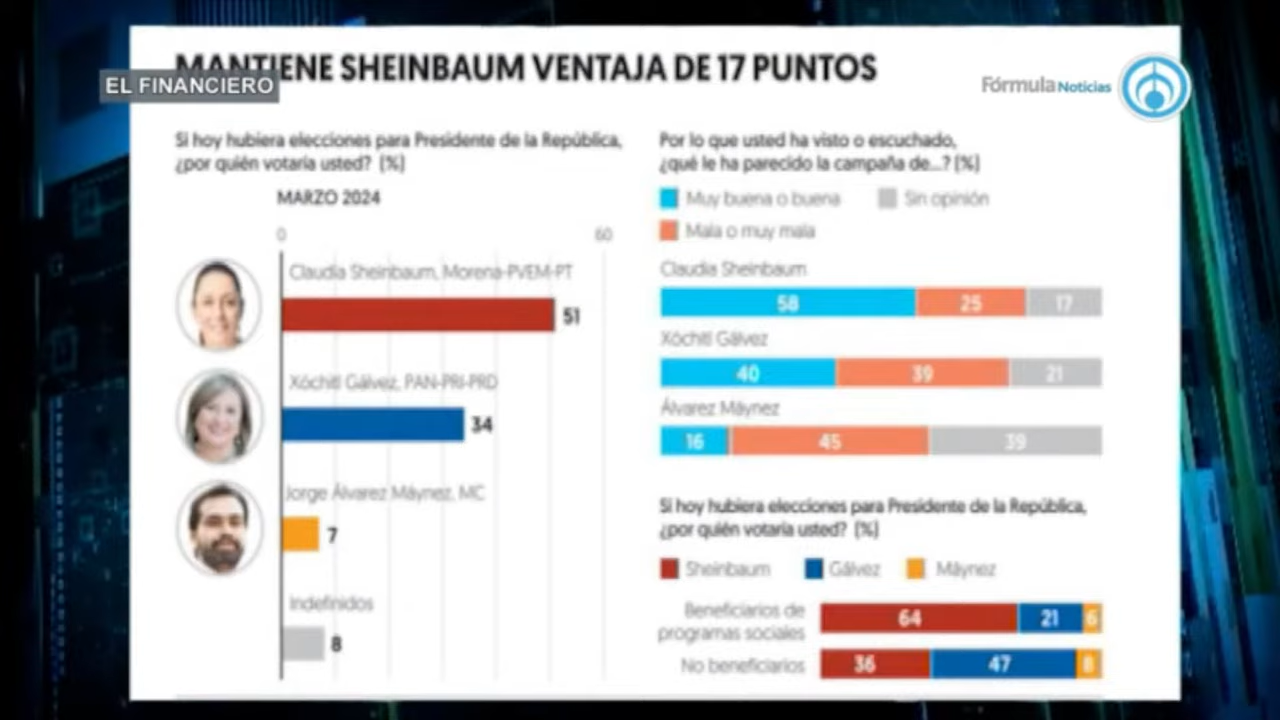 MANTIENE SHEINBAUM VENTAJA DE 17 PUNTOS
EL FINANCIERO
Fórmula Noticias
Si hoy hubiera elecciones para Presidente de la República,
¿por quién votaría usted? (%)
MARZO 2024
0 60
Claudia Sheinbaum, Morena-PVEM-PT
51
Xóchitl Gálvez, PAN-PRI-PRD
34
Jorge Álvarez Máynez, MC
7
Indefinidos
8
Por lo que usted ha visto o escuchado,
¿qué le ha parecido la campaña de...? (%)
Muy buena o buena Sin opinión
Mala o muy mala
Claudia Sheinbaum
58 25 17
Xóchitl Gálvez
40 39 21
Álvarez Máynez
16 45 39
Si hoy hubiera elecciones para Presidente de la República,
¿por quién votaría usted? (%)
Sheinbaum Gálvez Máynez
Beneficiarios de
programas sociales
64 21 6
No beneficiarios
36 47 8